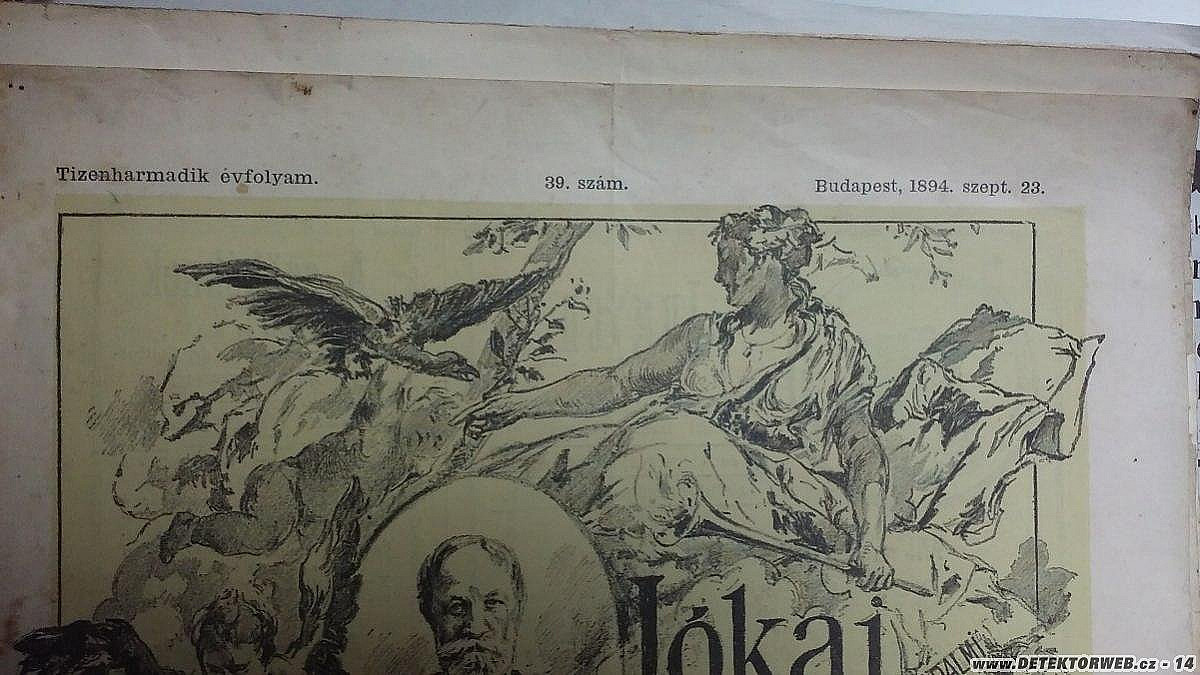 Tizenharmadik évfolyam. 39. szám. Budapest, 1894. szept. 23.
Jókai
www.DETEKTORWEB.cz - 14